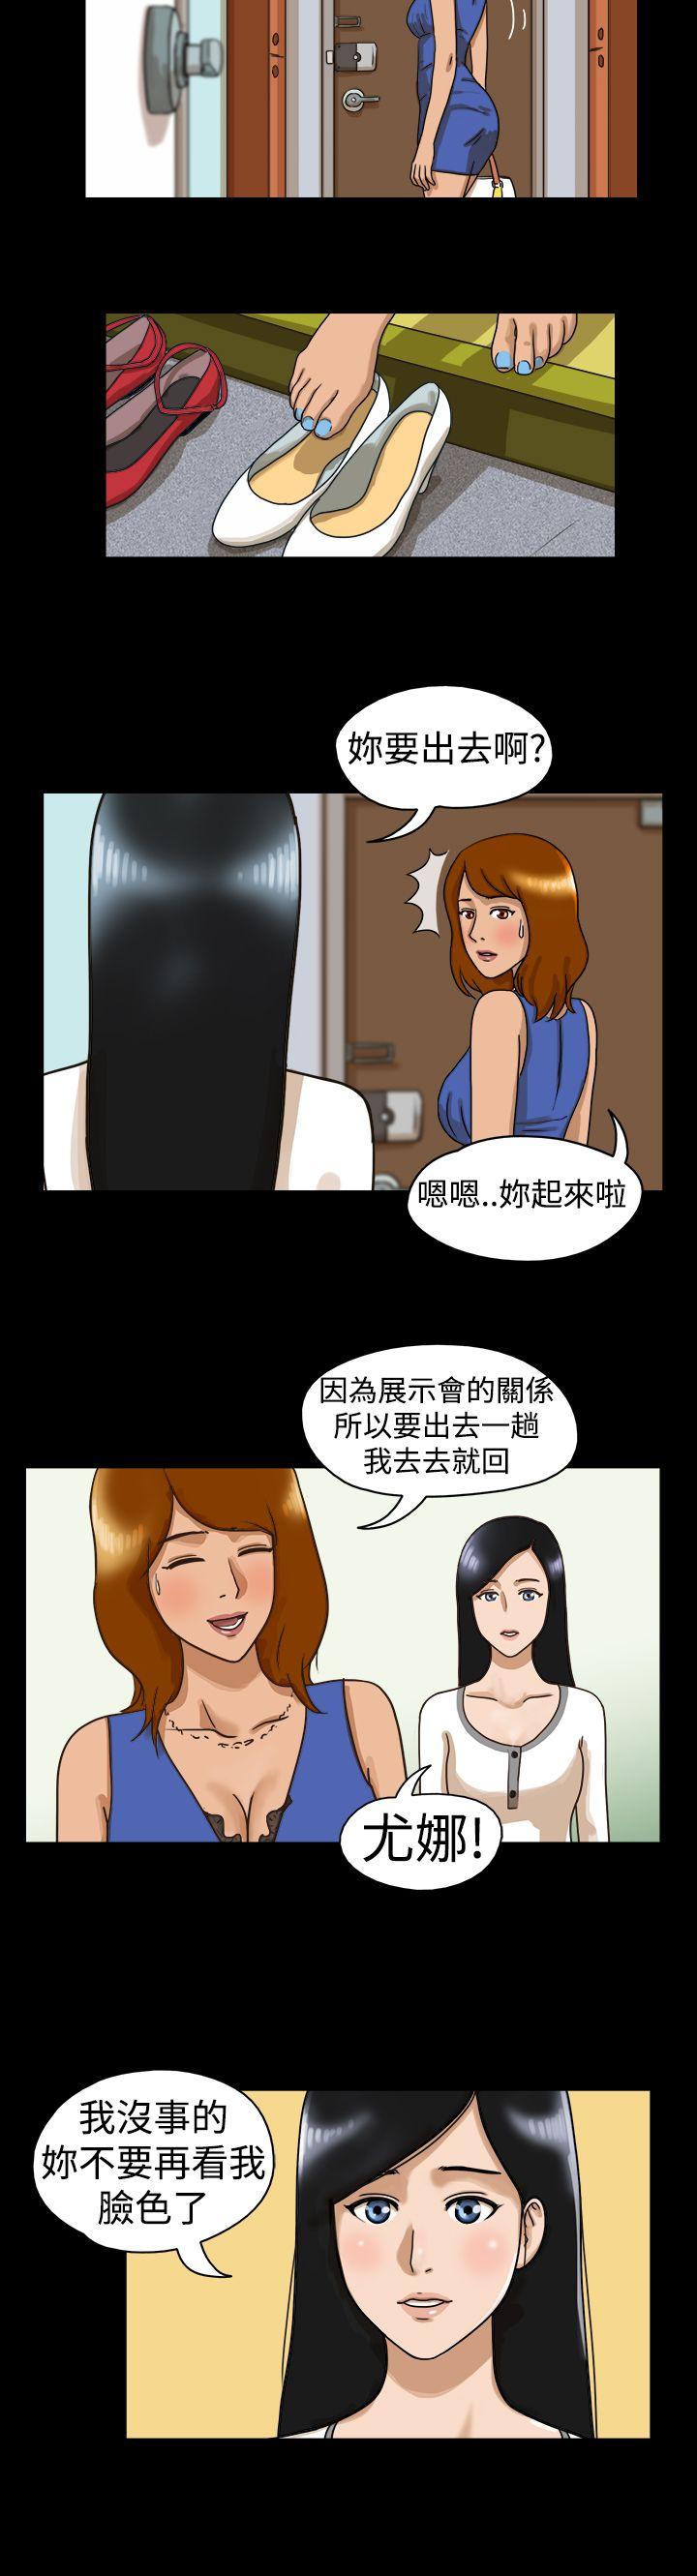 妳要出去啊?
嗯嗯..妳起來啦
因為展示會的關係
所以要出去一趟
我去去就回
尤娜!
我沒事的
妳不要再看我
臉色了